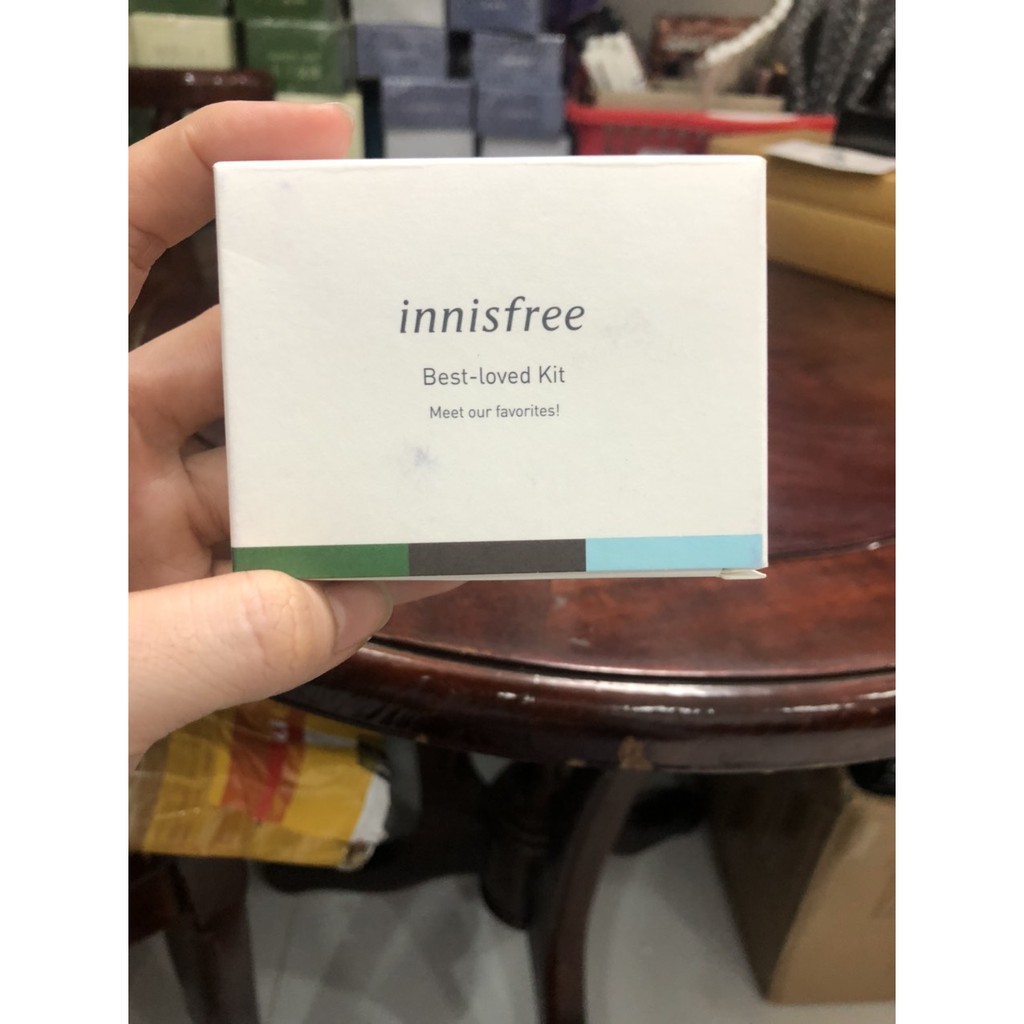 innisfree
Best-loved Kit
Meet our favorites!